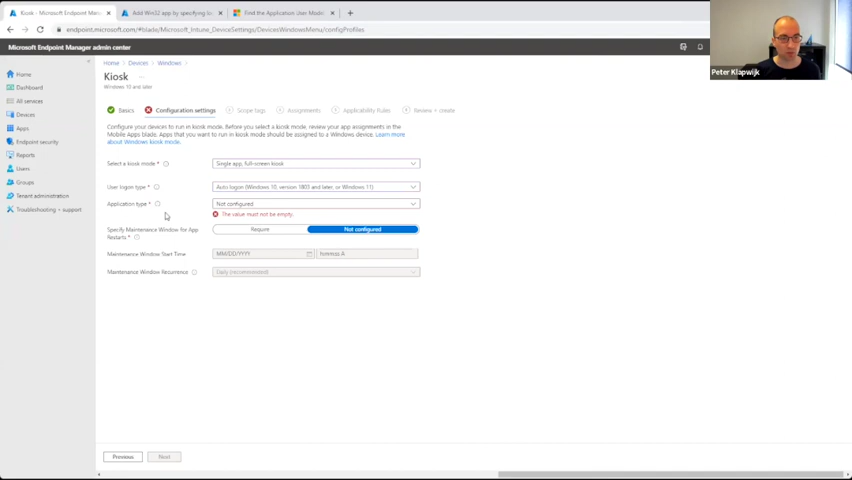 Kiosk - Microsoft Endpoint Man
Add Win32 app by specifying lo
Find the Application User Model
endpoint.microsoft.com/#blade/Microsoft_Intune_DeviceSettings/DevicesWindowsMenu/configProfiles
Microsoft Endpoint Manager admin center
Peter Klapwijk
Home
Dashboard
All services
Devices
Apps
Endpoint security
Reports
Users
Groups
Tenant administration
Troubleshooting + support
Home > Devices > Windows >
Kiosk ...
Windows 10 and later
Basics
Configuration settings
Scope tags
Assignments
Applicability Rules
Review + create
Configure your devices to run in kiosk mode. Before you select a kiosk mode, review your app assignments in the
Mobile Apps blade. Apps that you want to run in kiosk mode should be assigned to a Windows device. Learn more
about Windows kiosk mode.
Select a kiosk mode *
Single app, full-screen kiosk
User logon type *
Auto logon (Windows 10, version 1803 and later, or Windows 11)
Application type *
Not configured
The value must not be empty.
Specify Maintenance Window for App
Restarts *
Require
Not configured
Maintenance Window Start Time
MM/DD/YYYY
h:mm:ss A
Maintenance Window Recurrence
Daily (recommended)
Previous
Next